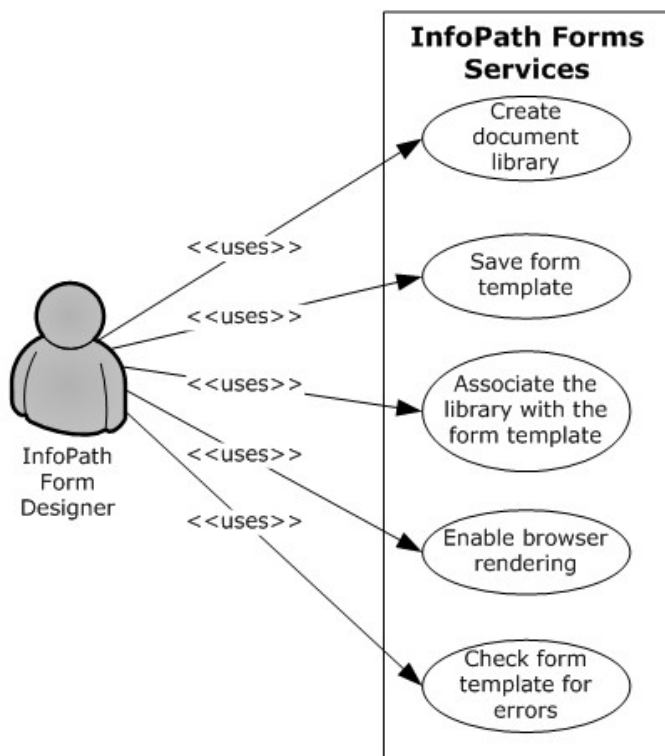 InfoPath Forms
Services
Create
document
library
<<uses>>
Save form
template
<<uses>>
Associate the
library with the
form template
<<uses>>
InfoPath
Form
Designer
<<uses>>
Enable browser
rendering
<<uses>>
Check form
template for
errors